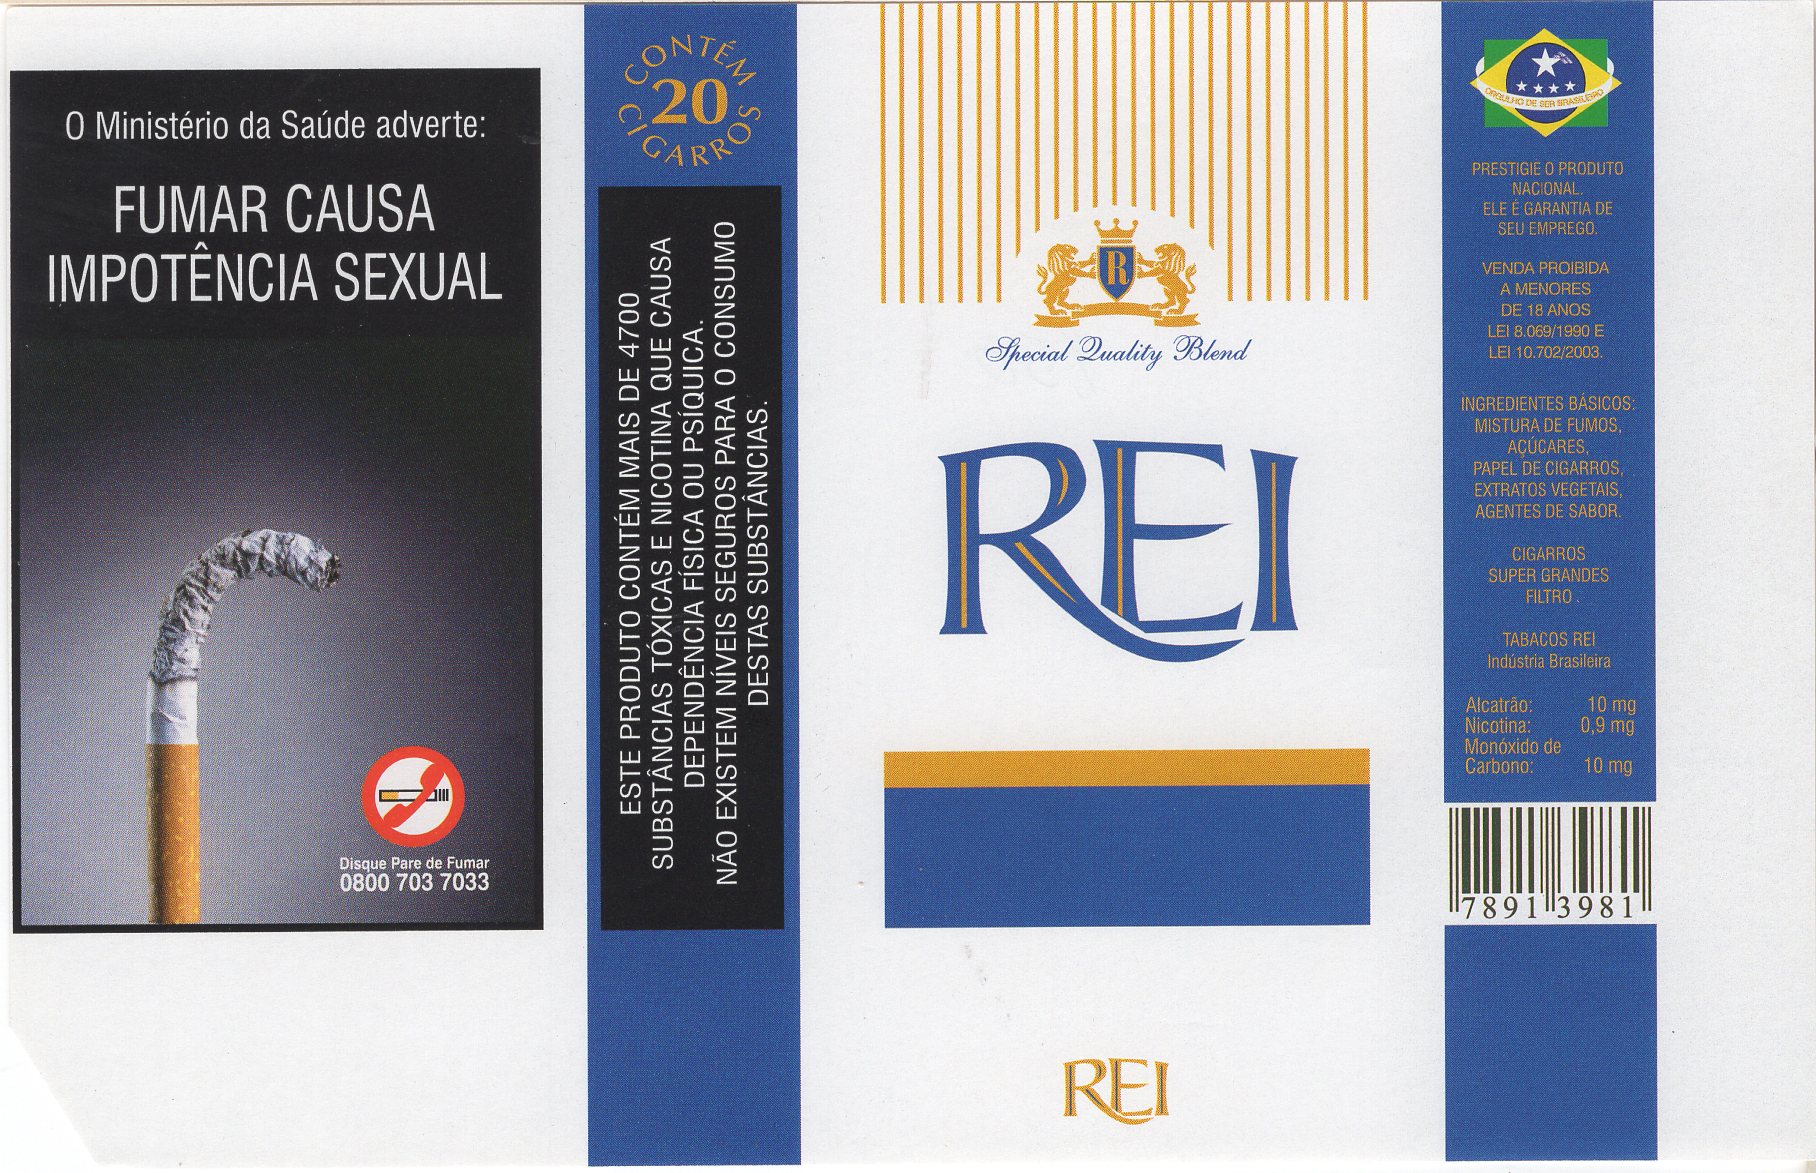 O Ministério da Saúde adverte:
FUMAR CAUSA
IMPOTÊNCIA SEXUAL
Disque Pare de Fumar
0800 703 7033
CONTÉM
20
CIGARROS
ESTE PRODUTO CONTÉM MAIS DE 4700
SUBSTÂNCIAS TÓXICAS E NICOTINA QUE CAUSA
DEPENDÊNCIA FÍSICA OU PSÍQUICA.
NÃO EXISTEM NÍVEIS SEGUROS PARA O CONSUMO
DESTAS SUBSTÂNCIAS.
R
Special Quality Blend
REI
REI
ORGULHO DE SER BRASILEIRO
PRESTIGIE O PRODUTO
NACIONAL.
ELE É GARANTIA DE
SEU EMPREGO.
VENDA PROIBIDA
A MENORES
DE 18 ANOS
LEI 8.069/1990 E
LEI 10.702/2003.
INGREDIENTES BÁSICOS:
MISTURA DE FUMOS,
AÇÚCARES,
PAPEL DE CIGARROS,
EXTRATOS VEGETAIS,
AGENTES DE SABOR.
CIGARROS
SUPER GRANDES
FILTRO .
TABACOS REI
Indústria Brasileira
Alcatrão: 10 mg
Nicotina: 0,9 mg
Monóxido de
Carbono: 10 mg
7891 3981